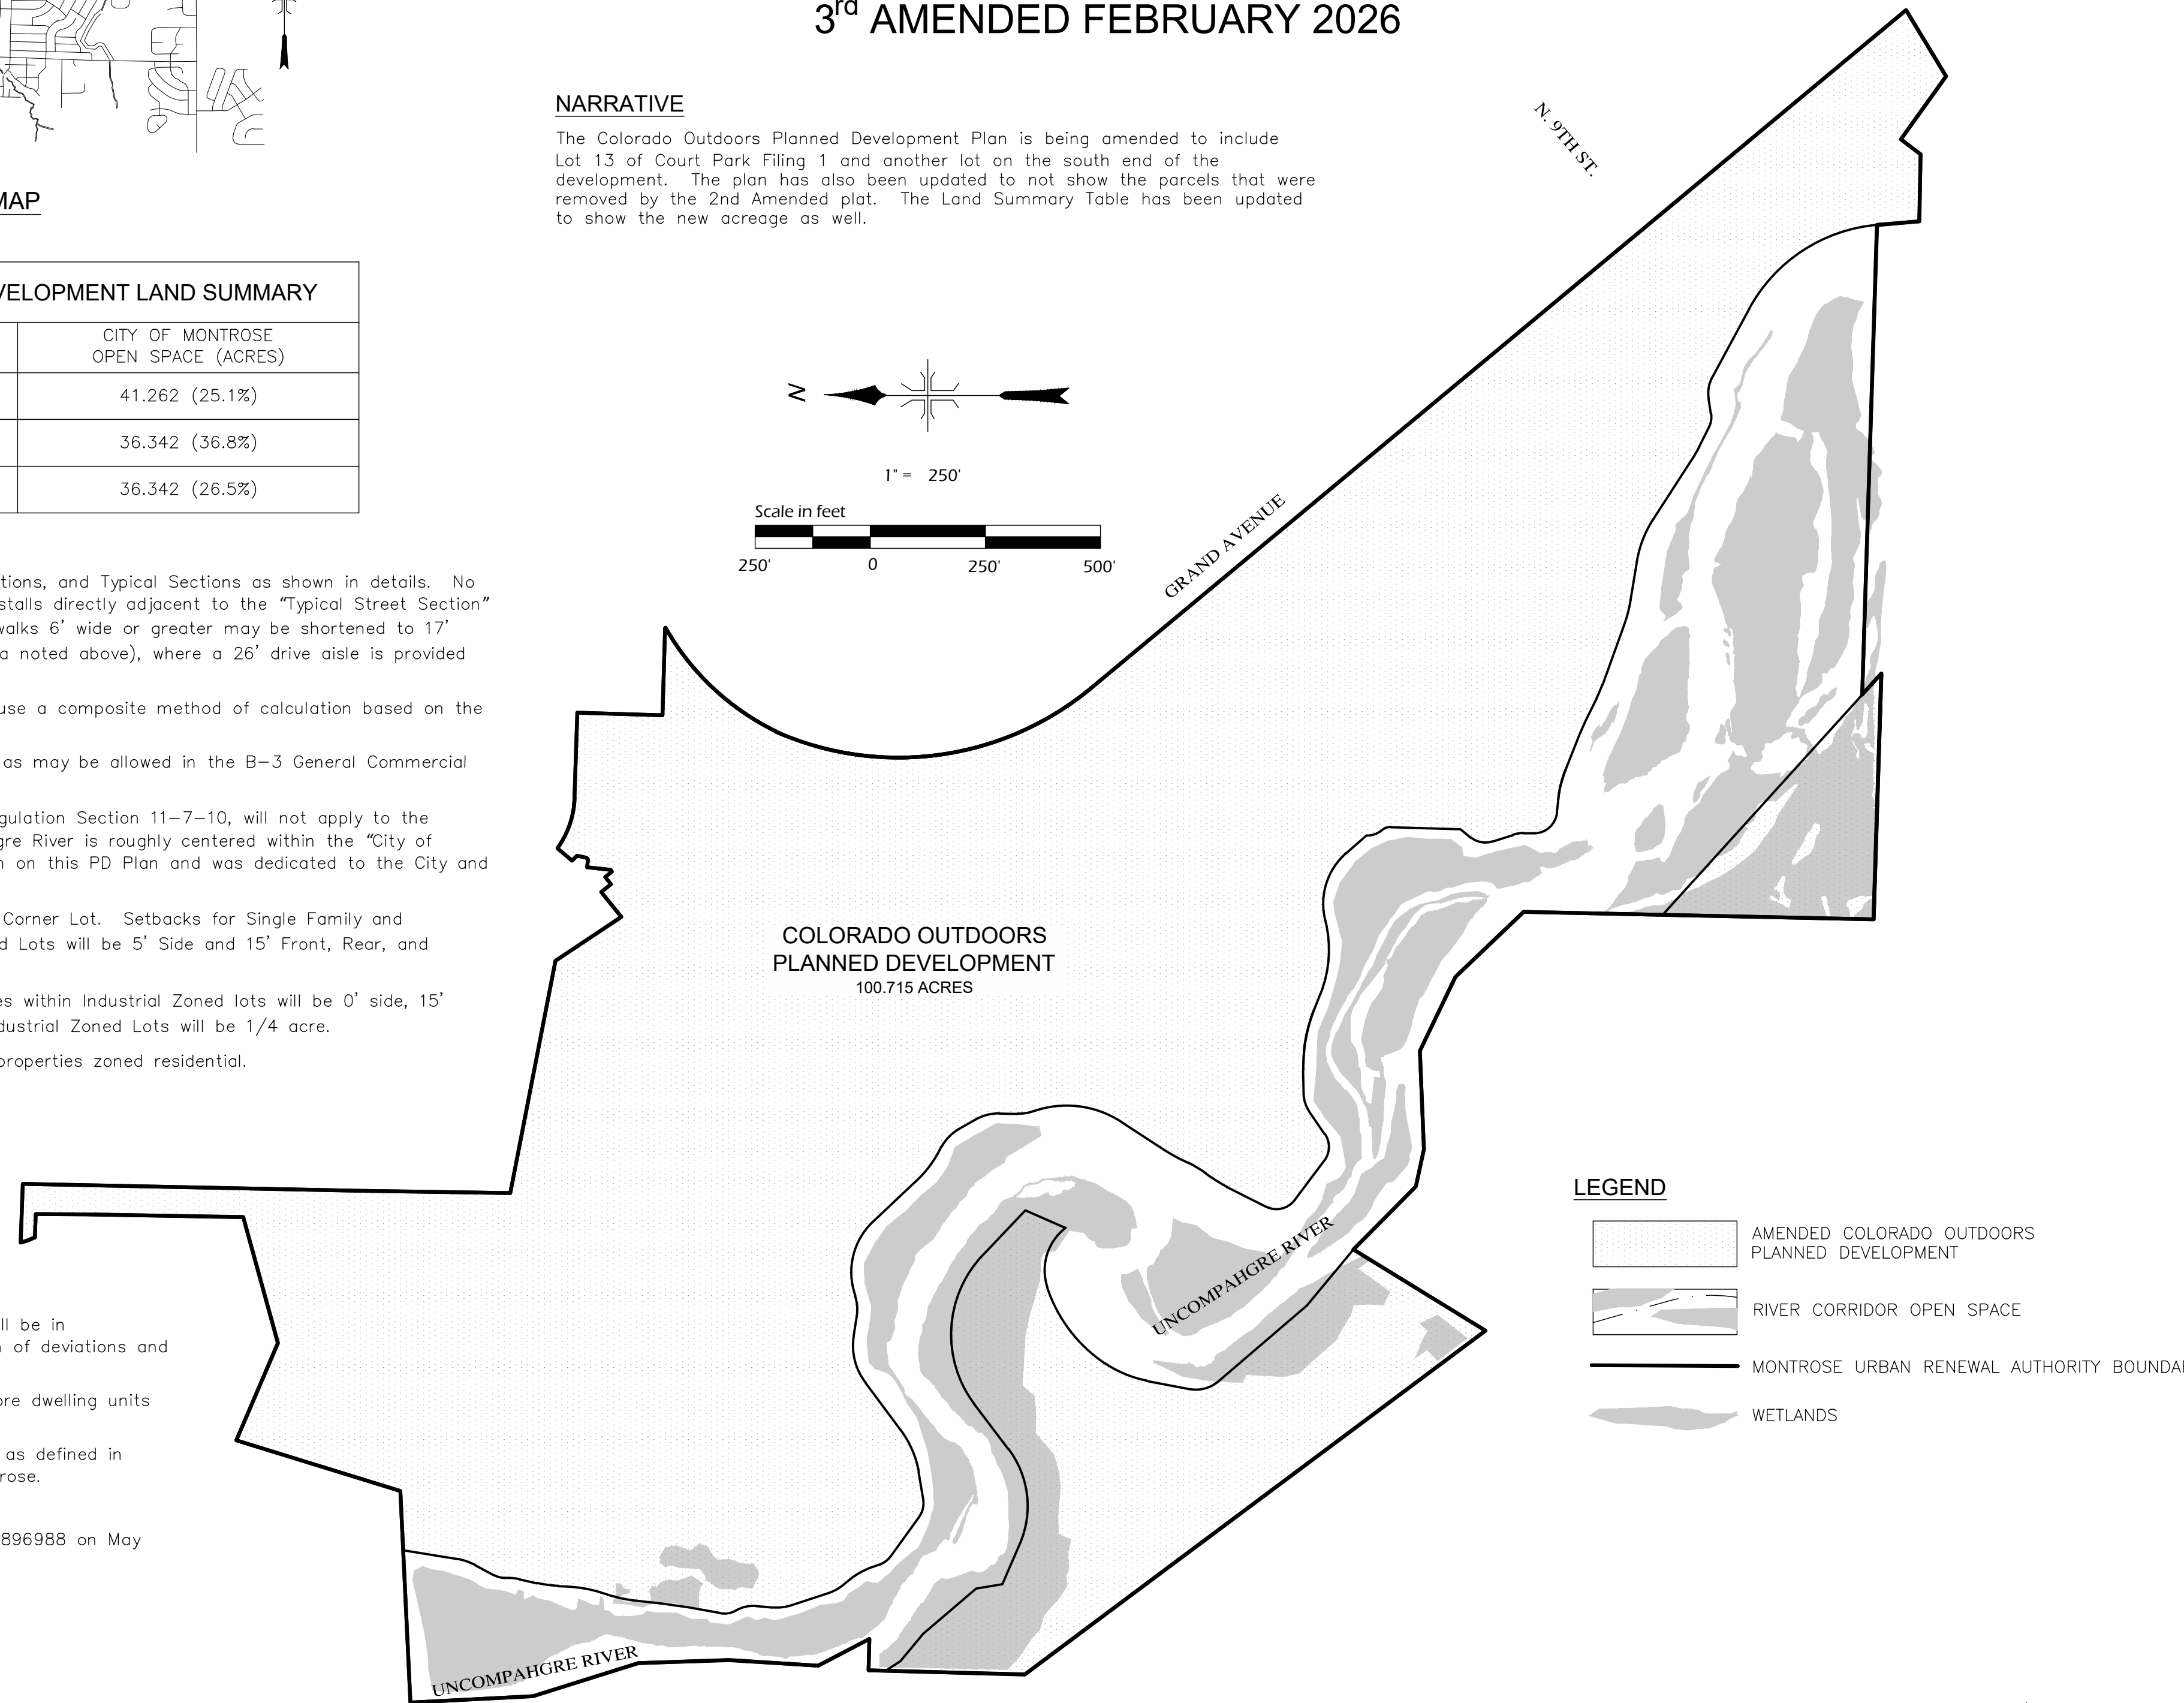 3rd AMENDED FEBRUARY 2026
MAP
NARRATIVE
The Colorado Outdoors Planned Development Plan is being amended to include
Lot 13 of Court Park Filing 1 and another lot on the south end of the
development. The plan has also been updated to not show the parcels that were
removed by the 2nd Amended plat. The Land Summary Table has been updated
to show the new acreage as well.
N. 9TH ST.
VELOPMENT LAND SUMMARY
CITY OF MONTROSE
OPEN SPACE (ACRES)
41.262 (25.1%)
36.342 (36.8%)
36.342 (26.5%)
N
1" = 250'
Scale in feet
250' 0 250' 500'
GRAND AVENUE
tions, and Typical Sections as shown in details. No
stalls directly adjacent to the “Typical Street Section”
walks 6' wide or greater may be shortened to 17'
a noted above), where a 26' drive aisle is provided
use a composite method of calculation based on the
as may be allowed in the B-3 General Commercial
gulation Section 11-7-10, will not apply to the
gre River is roughly centered within the “City of
n on this PD Plan and was dedicated to the City and
Corner Lot. Setbacks for Single Family and
d Lots will be 5' Side and 15' Front, Rear, and
es within Industrial Zoned lots will be 0' side, 15'
dustrial Zoned Lots will be 1/4 acre.
properties zoned residential.
COLORADO OUTDOORS
PLANNED DEVELOPMENT
100.715 ACRES
ll be in
n of deviations and
ore dwelling units
as defined in
rose.
896988 on May
UNCOMPAHGRE RIVER
UNCOMPAHGRE RIVER
LEGEND
AMENDED COLORADO OUTDOORS
PLANNED DEVELOPMENT
RIVER CORRIDOR OPEN SPACE
MONTROSE URBAN RENEWAL AUTHORITY BOUNDA
WETLANDS